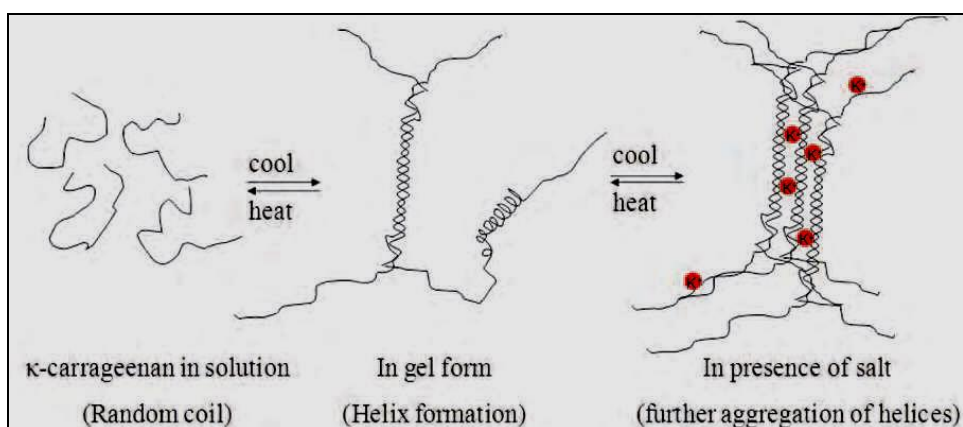 cool
heat
cool
heat
K+
K+
K+
K+
K+
K+
κ-carrageenan in solution
(Random coil)
In gel form
(Helix formation)
In presence of salt
(further aggregation of helices)